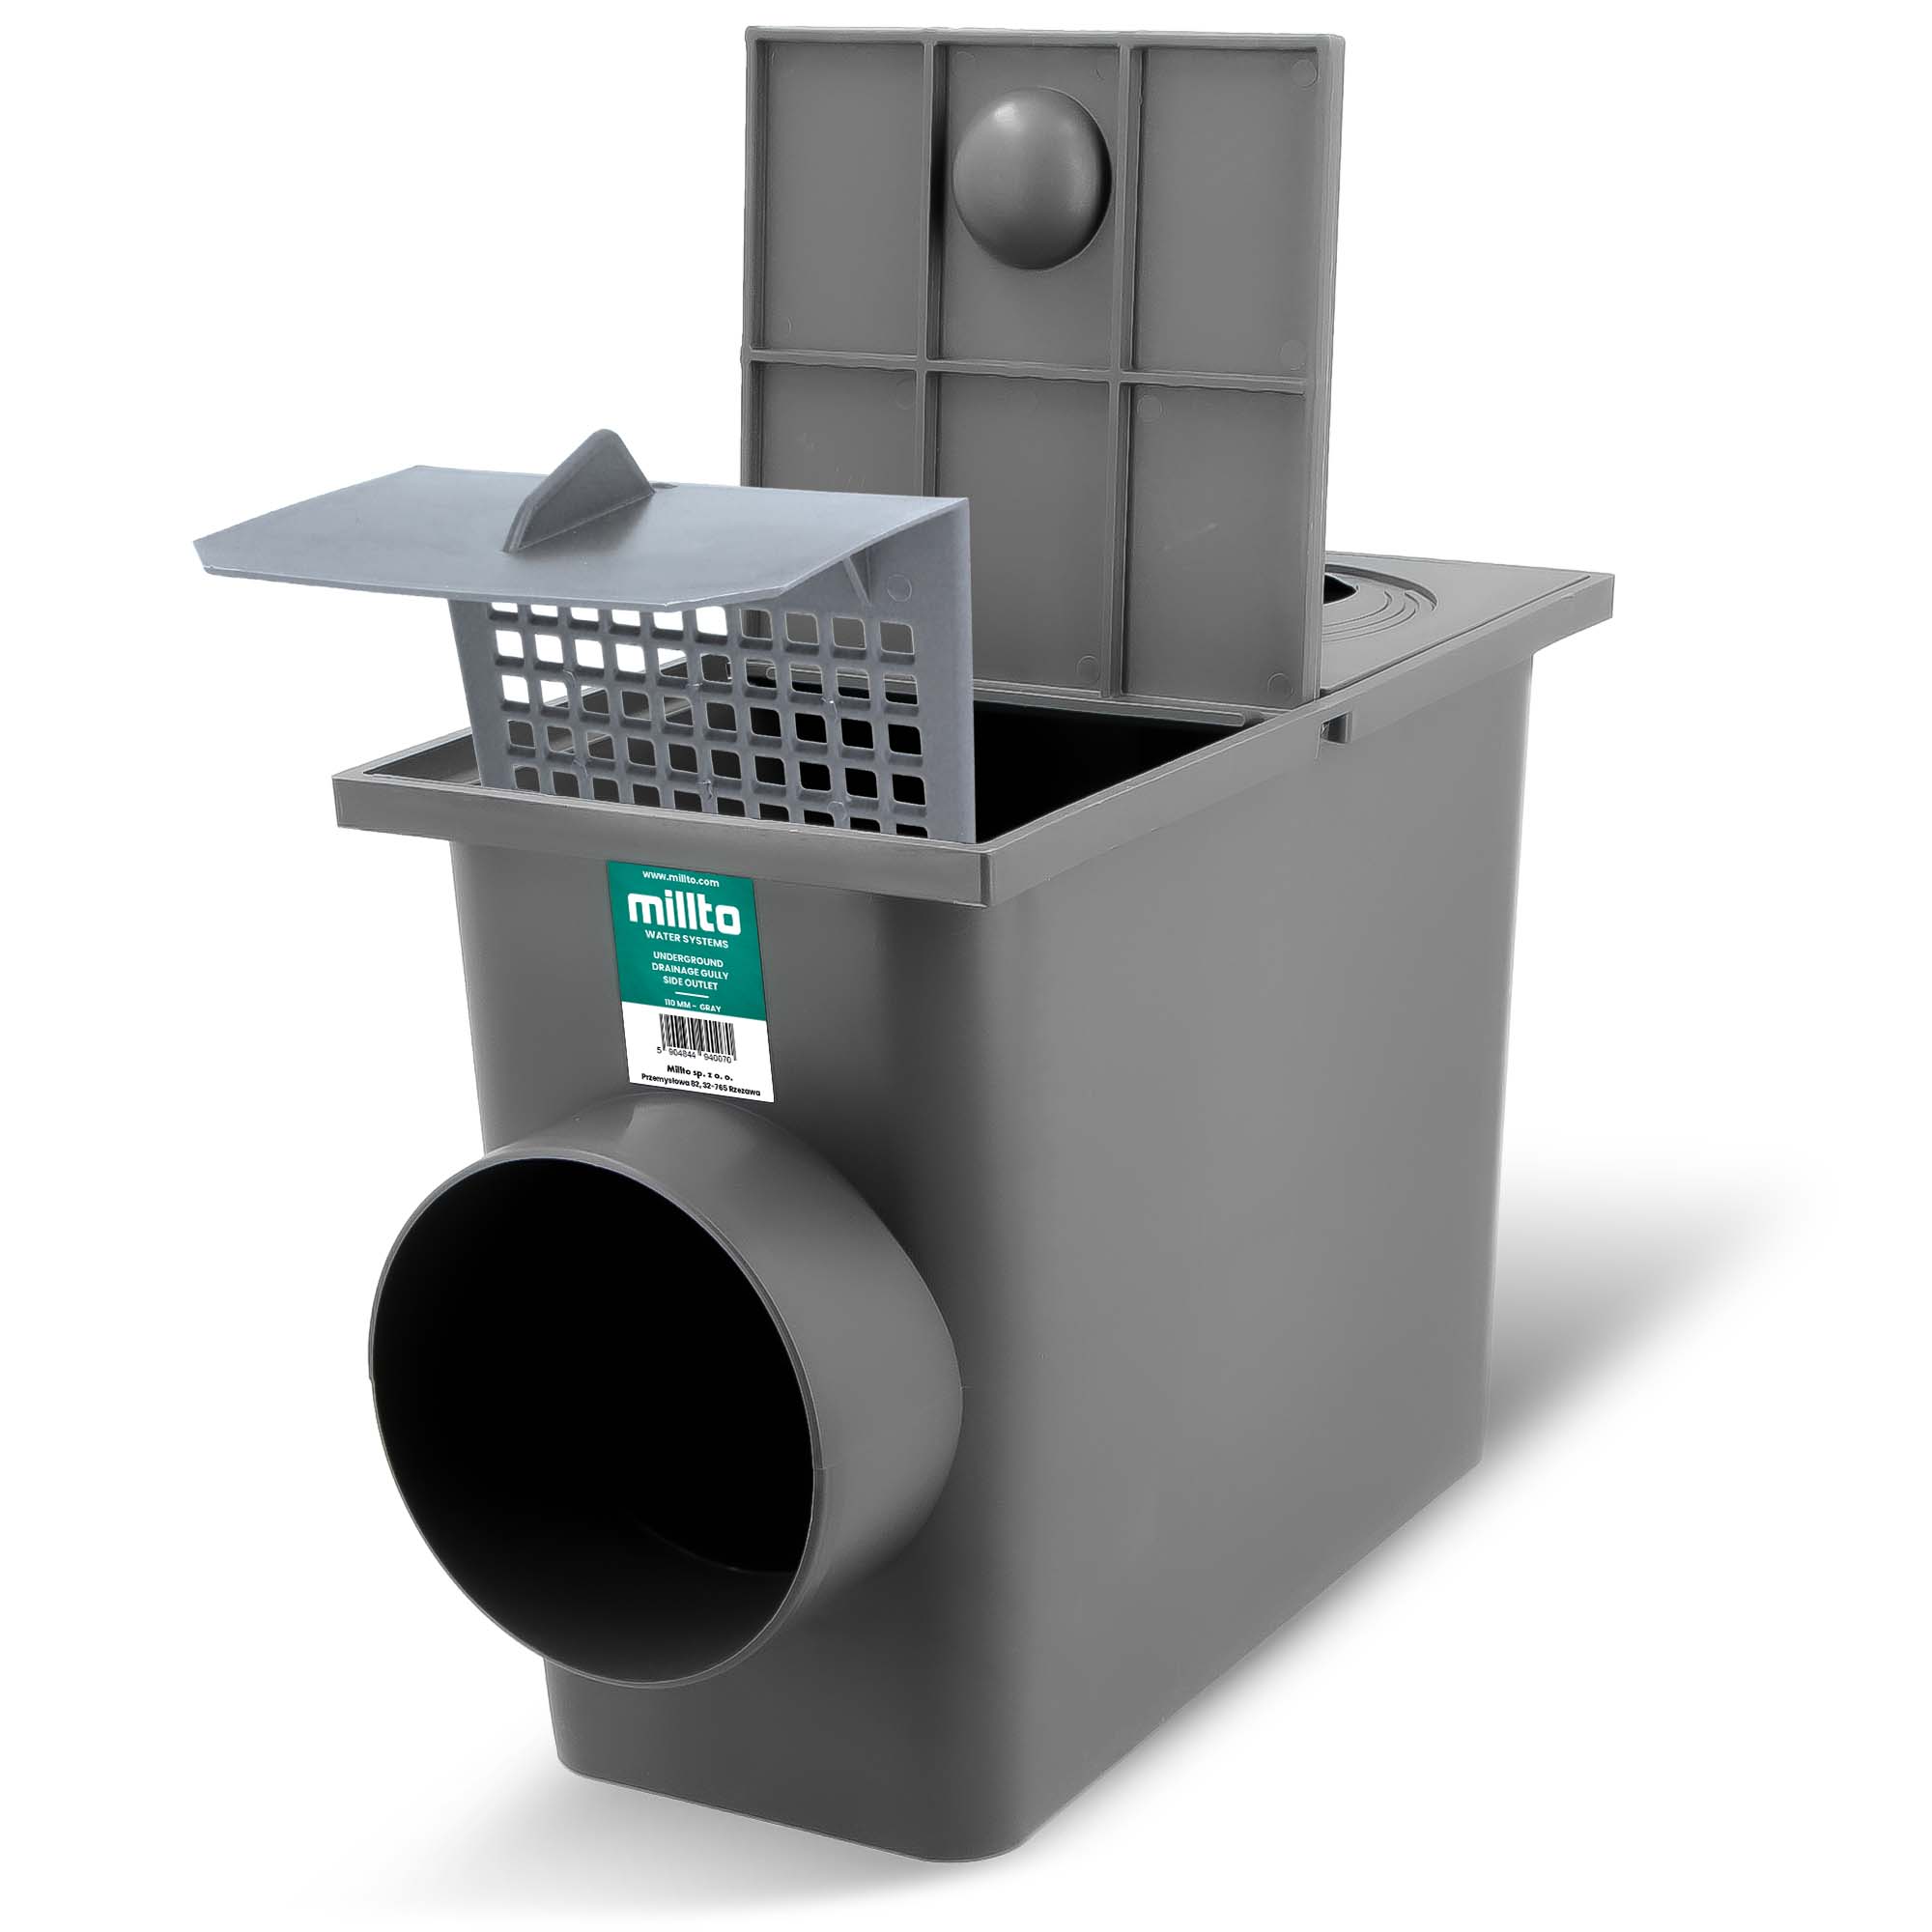 www.millto.com
millto
WATER SYSTEMS
UNDERGROUND
DRAINAGE GULLY
SIDE OUTLET
110 MM - GRAY
5 904844 940070
Millto sp. z o. o.
Przemysłowa 82, 32-765 Rzezawa